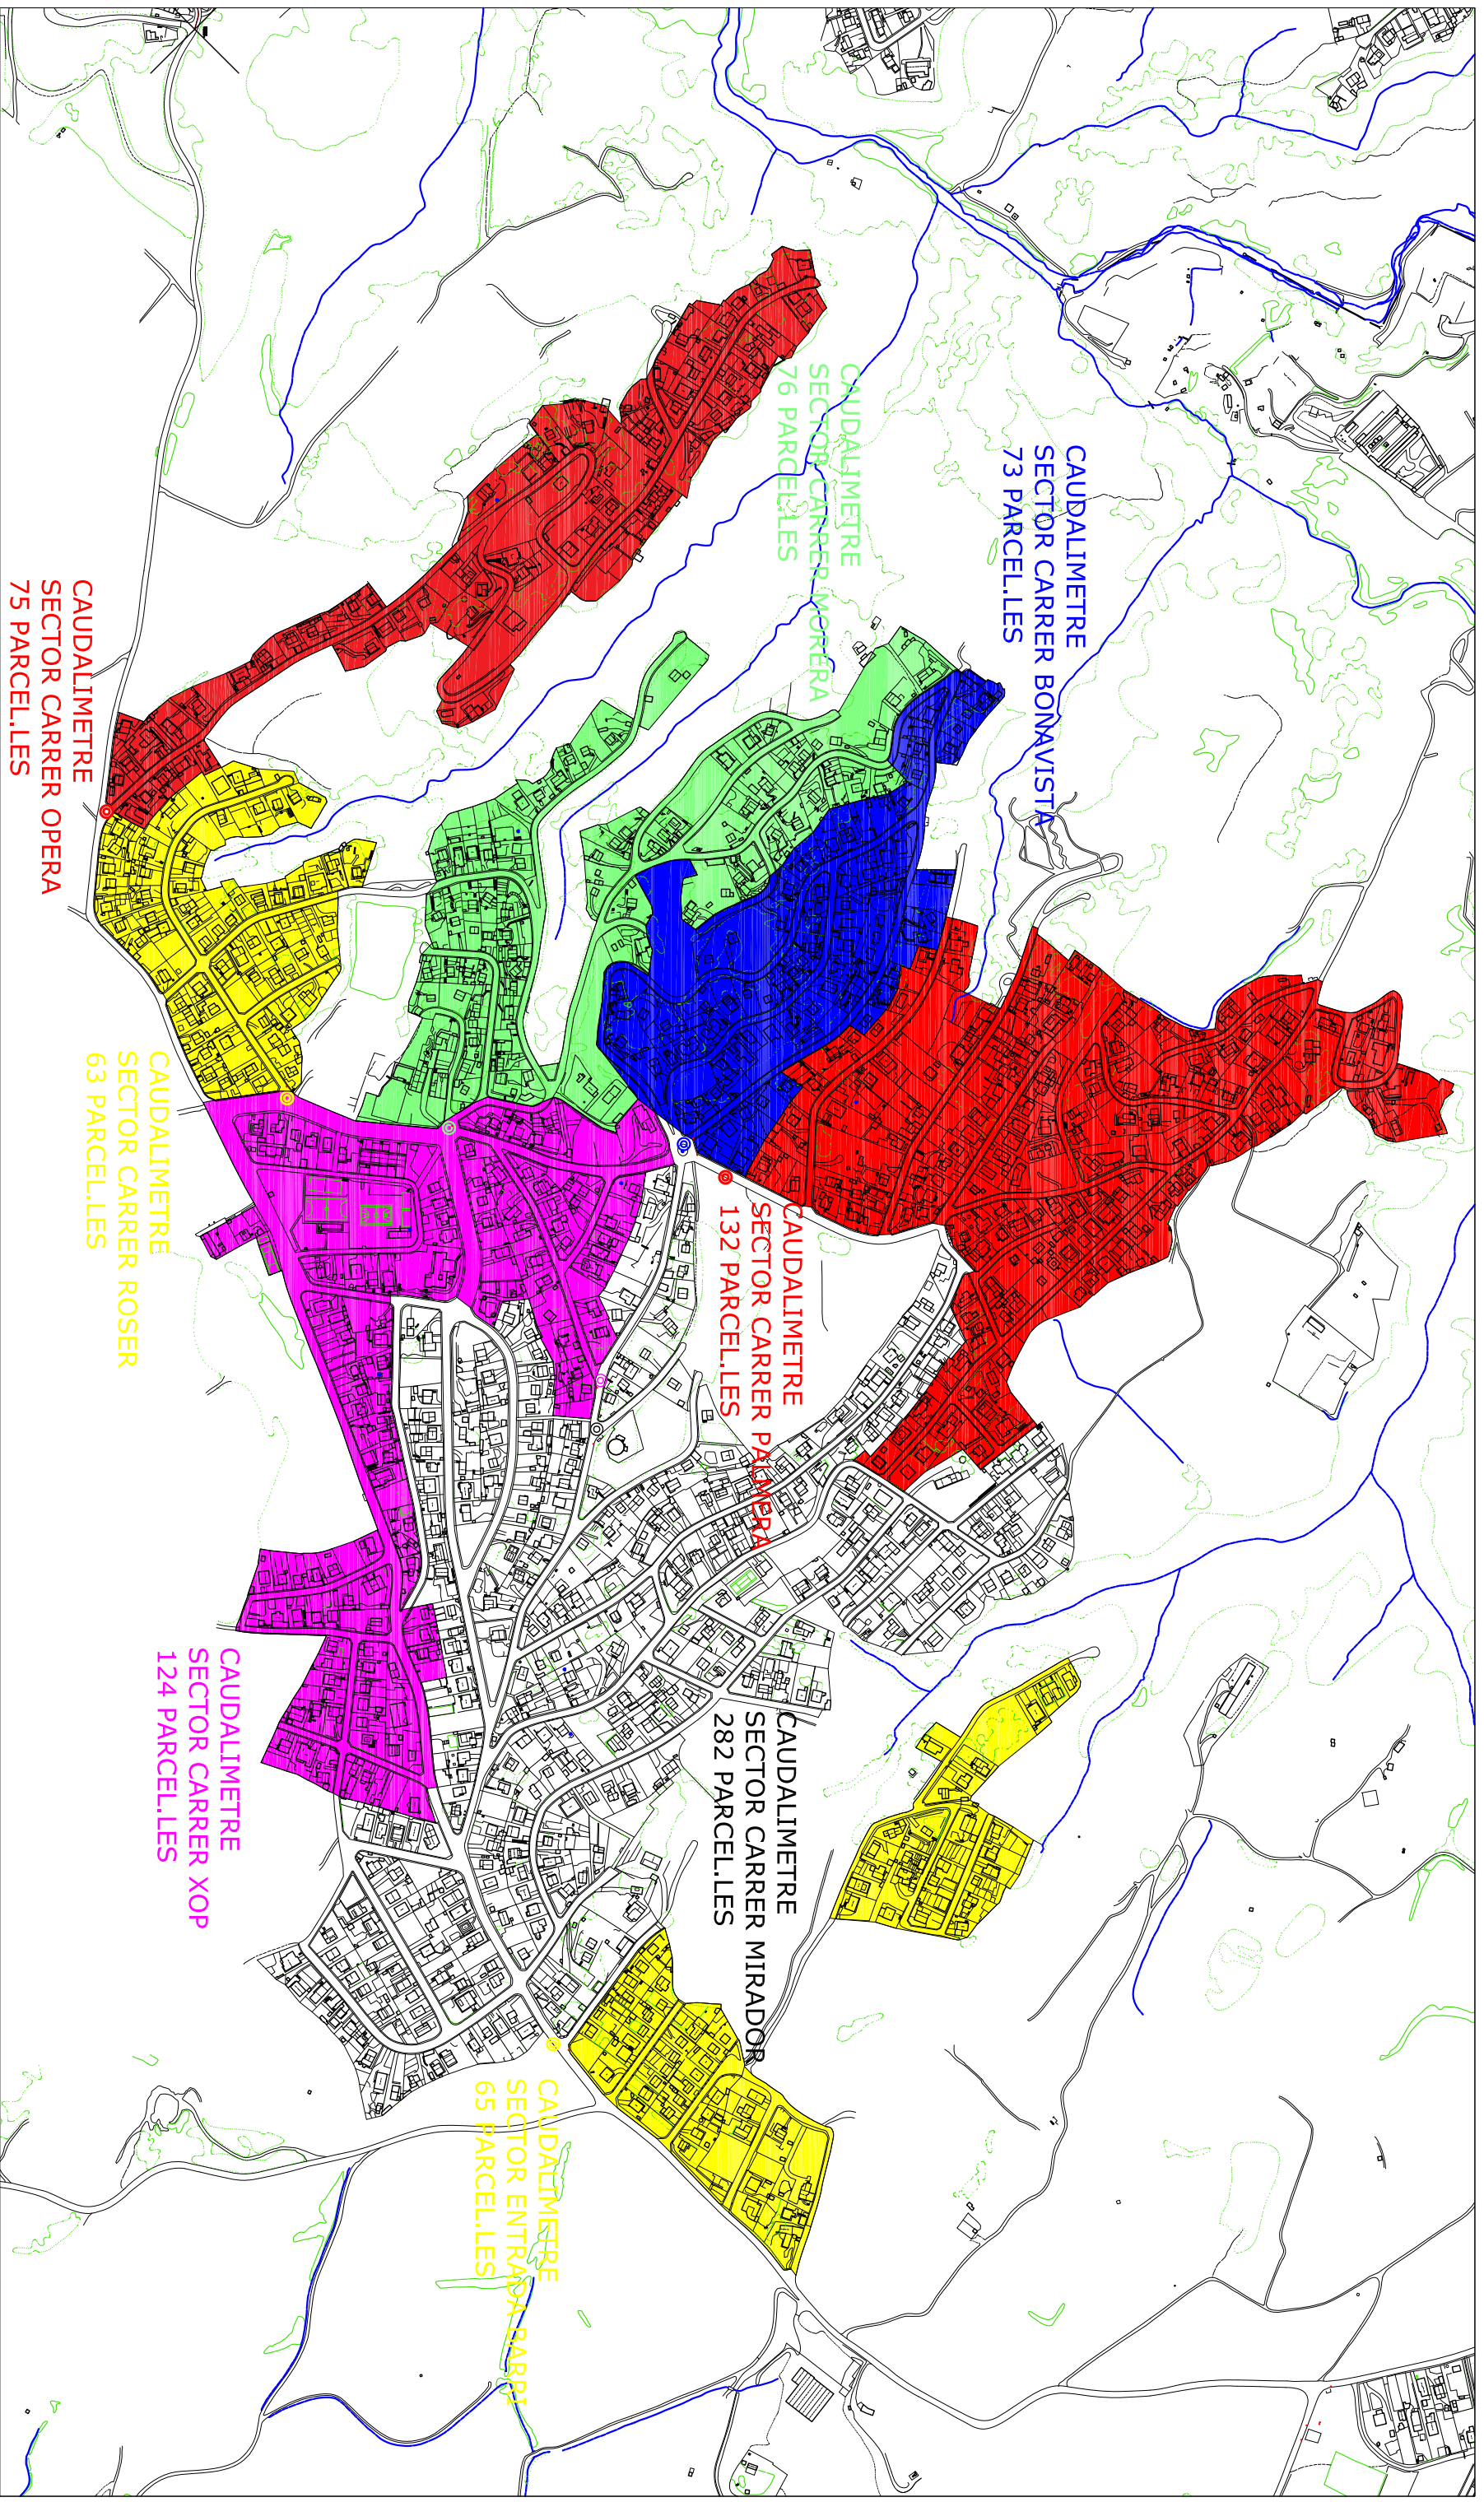 CAUDALIMETRE
SECTOR CARRER OPERA
75 PARCEL.LES
CAUDALIMETRE
SECTOR CARRER MORERA
76 PARCEL.LES
CAUDALIMETRE
SECTOR CARRER BONAVISTA
73 PARCEL.LES
CAUDALIMETRE
SECTOR CARRER ROSER
63 PARCEL.LES
CAUDALIMETRE
SECTOR CARRER PALMERA
132 PARCEL.LES
CAUDALIMETRE
SECTOR CARRER XOP
124 PARCEL.LES
CAUDALIMETRE
SECTOR CARRER MIRADOR
282 PARCEL.LES
CAUDALIMETRE
SECTOR ENTRADA BARRI
65 PARCEL.LES